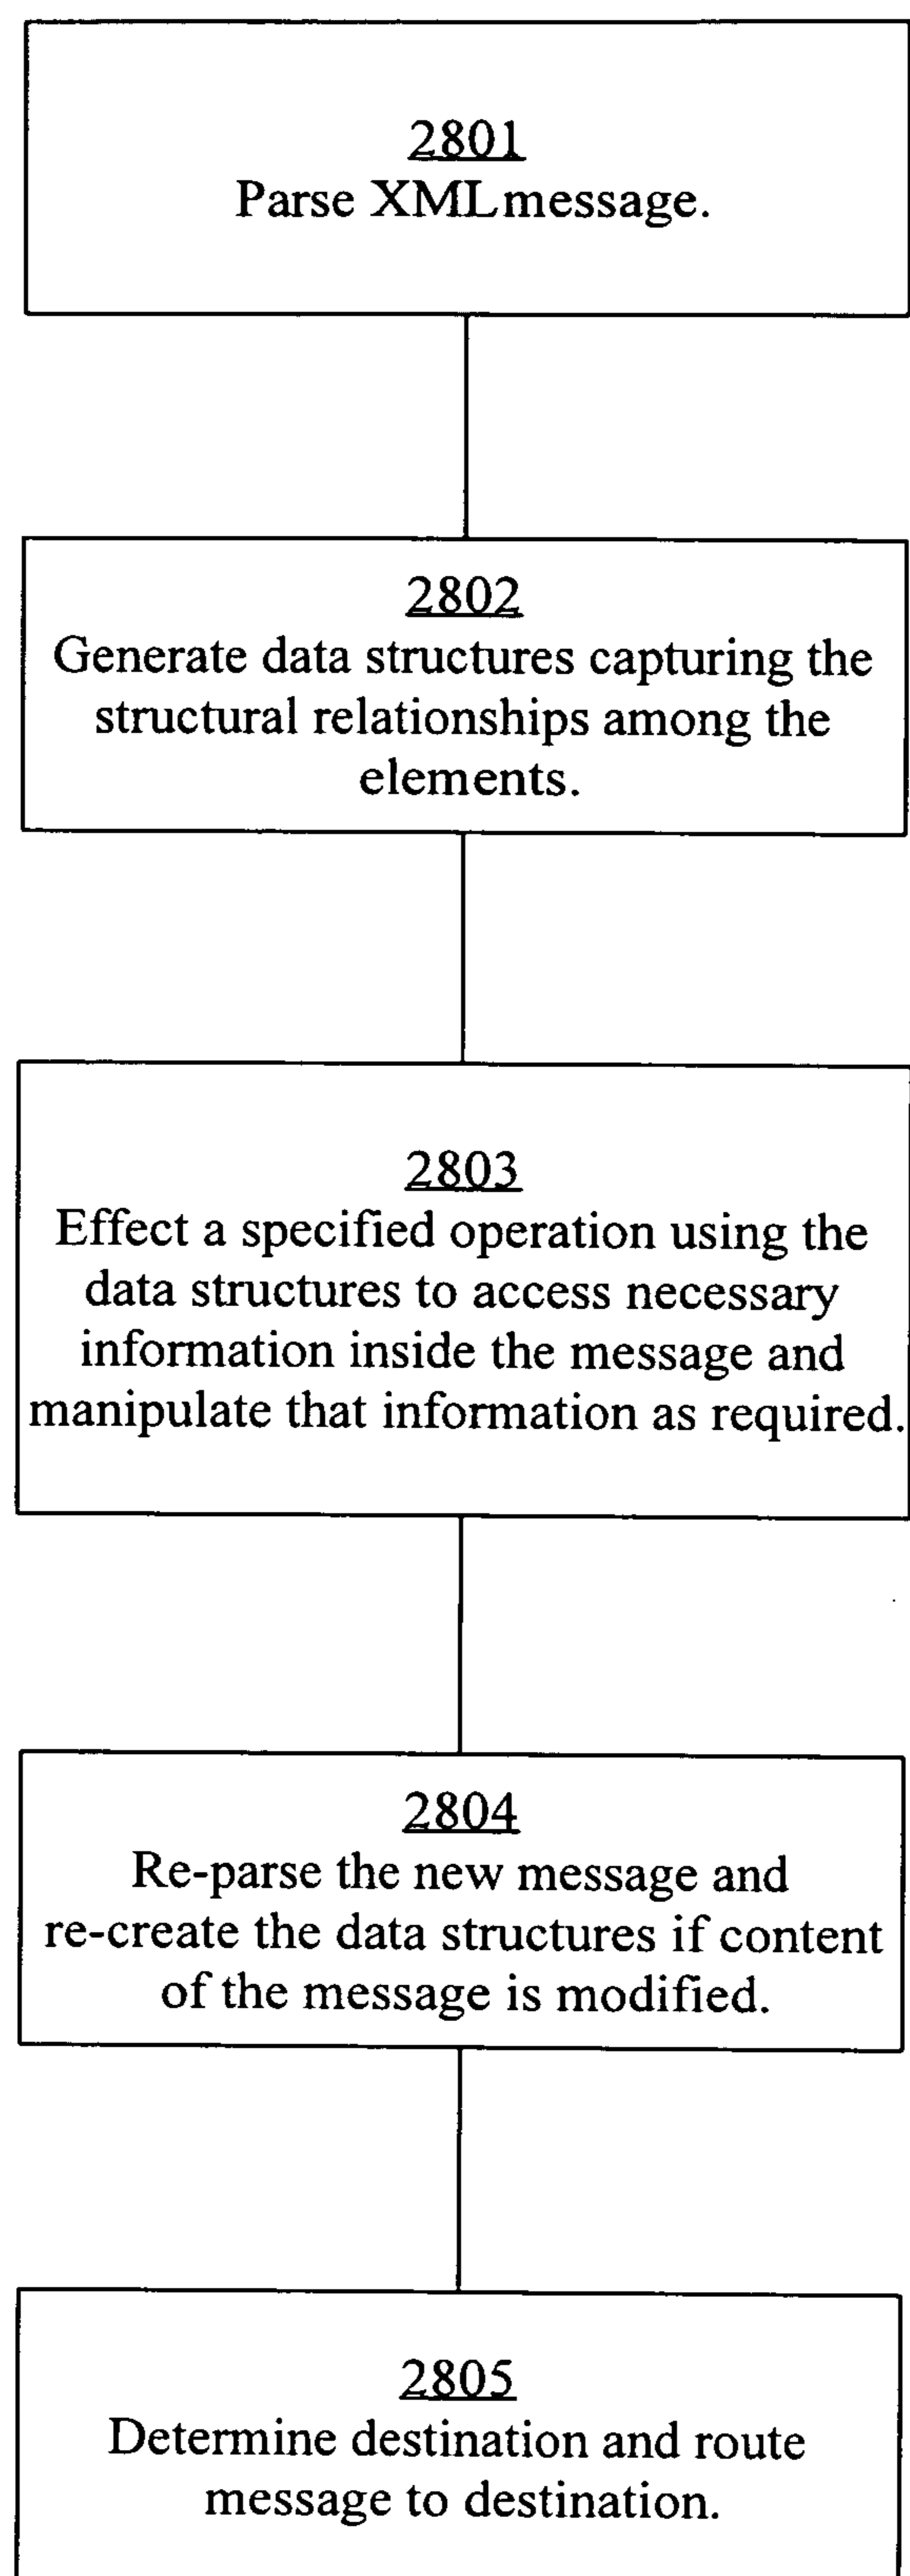 2801
Parse XML message.
2802
Generate data structures capturing the
structural relationships among the
elements.
2803
Effect a specified operation using the
data structures to access necessary
information inside the message and
manipulate that information as required.
2804
Re-parse the new message and
re-create the data structures if content
of the message is modified.
2805
Determine destination and route
message to destination.